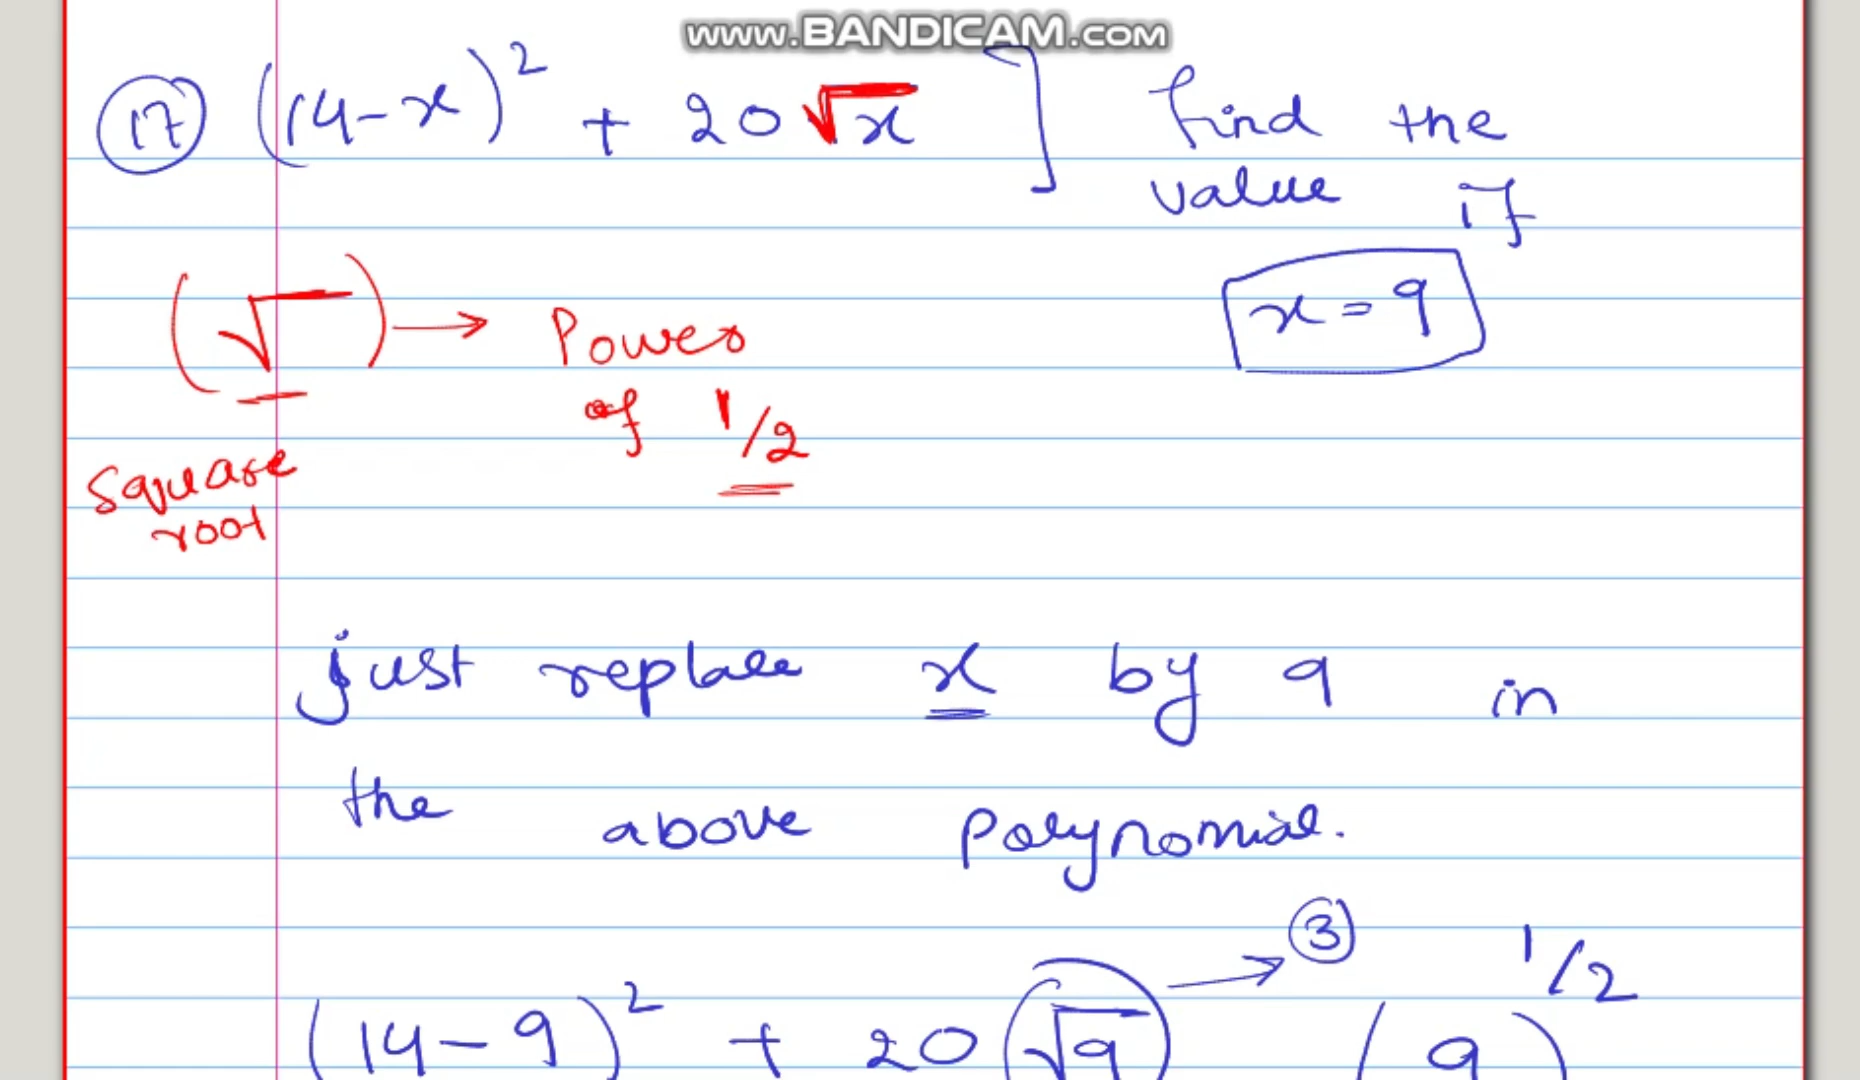 www.BANDICAM.com
17 (14-x)² + 20√x ] find the
value if
x = 9
(√ ) → Power
of 1/2
Square
root
just replace x by 9 in
the above polynomial.
(14-9)² + 20 √9 → 3 (9)^1/2